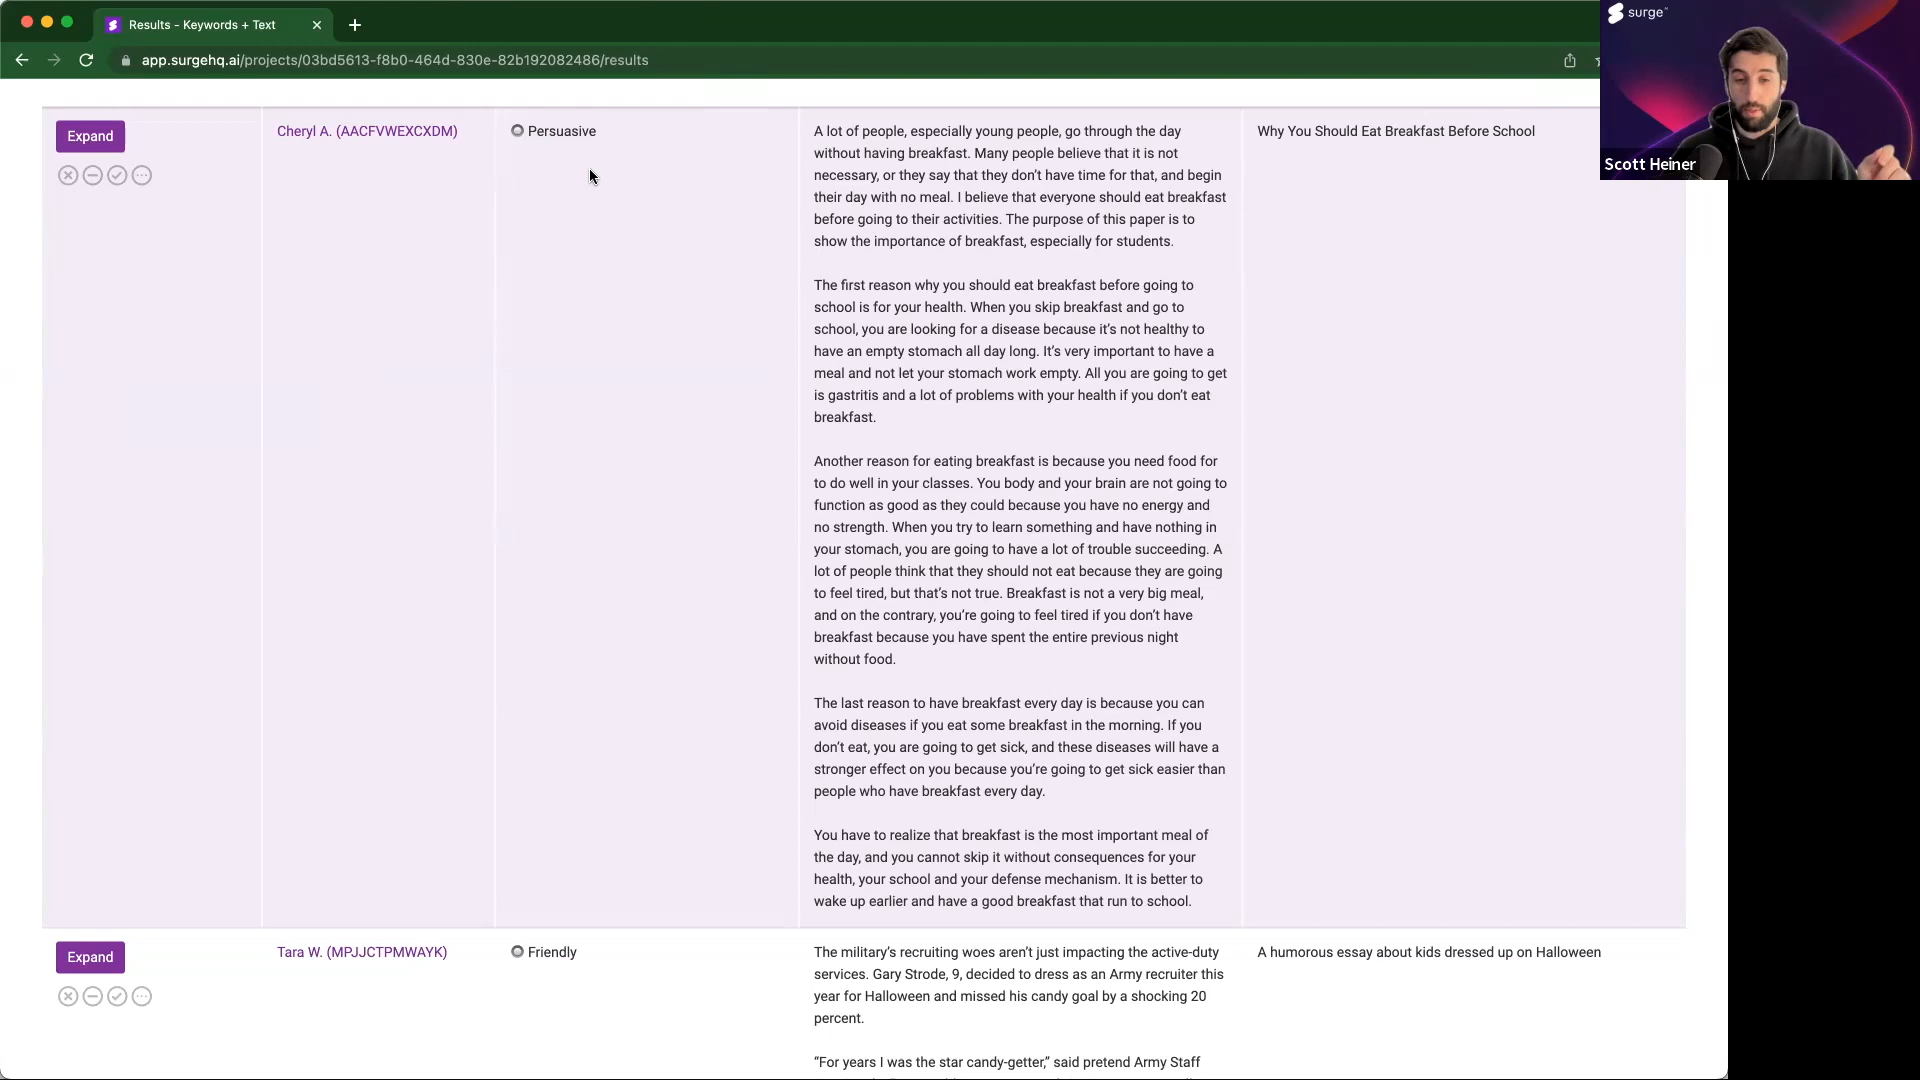 Results - Keywords + Text
app.surgehq.ai/projects/03bd5613-f8b0-464d-830e-82b192082486/results
surge
Scott Heiner
Expand
Cheryl A. (AACFVWEXCXDM)
Persuasive
A lot of people, especially young people, go through the day
without having breakfast. Many people believe that it is not
necessary, or they say that they don't have time for that, and begin
their day with no meal. I believe that everyone should eat breakfast
before going to their activities. The purpose of this paper is to
show the importance of breakfast, especially for students.
The first reason why you should eat breakfast before going to
school is for your health. When you skip breakfast and go to
school, you are looking for a disease because it's not healthy to
have an empty stomach all day long. It's very important to have a
meal and not let your stomach work empty. All you are going to get
is gastritis and a lot of problems with your health if you don't eat
breakfast.
Another reason for eating breakfast is because you need food for
to do well in your classes. You body and your brain are not going to
function as good as they could because you have no energy and
no strength. When you try to learn something and have nothing in
your stomach, you are going to have a lot of trouble succeeding. A
lot of people think that they should not eat because they are going
to feel tired, but that's not true. Breakfast is not a very big meal,
and on the contrary, you're going to feel tired if you don't have
breakfast because you have spent the entire previous night
without food.
The last reason to have breakfast every day is because you can
avoid diseases if you eat some breakfast in the morning. If you
don't eat, you are going to get sick, and these diseases will have a
stronger effect on you because you're going to get sick easier than
people who have breakfast every day.
You have to realize that breakfast is the most important meal of
the day, and you cannot skip it without consequences for your
health, your school and your defense mechanism. It is better to
wake up earlier and have a good breakfast that run to school.
Why You Should Eat Breakfast Before School
Expand
Tara W. (MPJJCTPMWAYK)
Friendly
The military's recruiting woes aren't just impacting the active-duty
services. Gary Strode, 9, decided to dress as an Army recruiter this
year for Halloween and missed his candy goal by a shocking 20
percent.
"For years I was the star candy-getter," said pretend Army Staff
A humorous essay about kids dressed up on Halloween